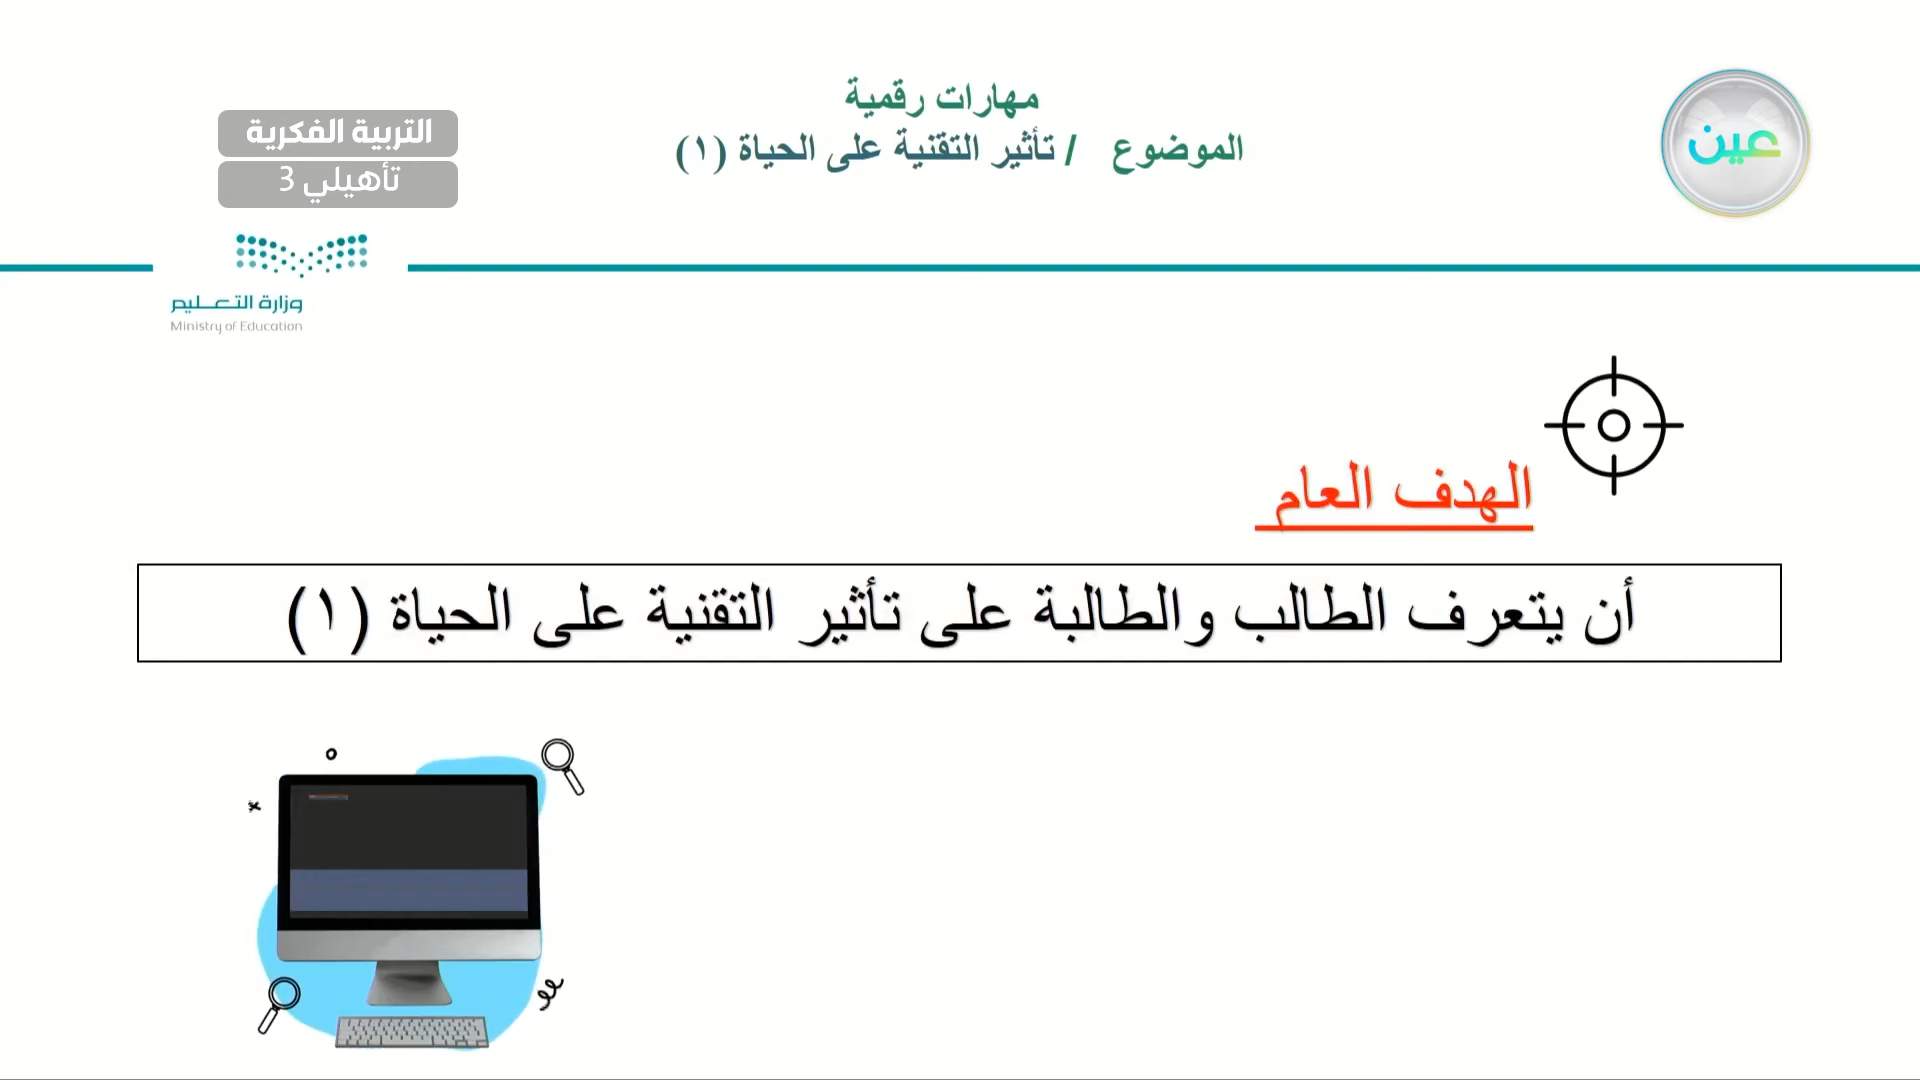 مهارات رقمية
الموضوع / تأثير التقنية على الحياة (١)
عين
التربية الفكرية
تأهيلي 3
وزارة التعليم
Ministry of Education
الهدف العام
أن يتعرف الطالب والطالبة على تأثير التقنية على الحياة (١)